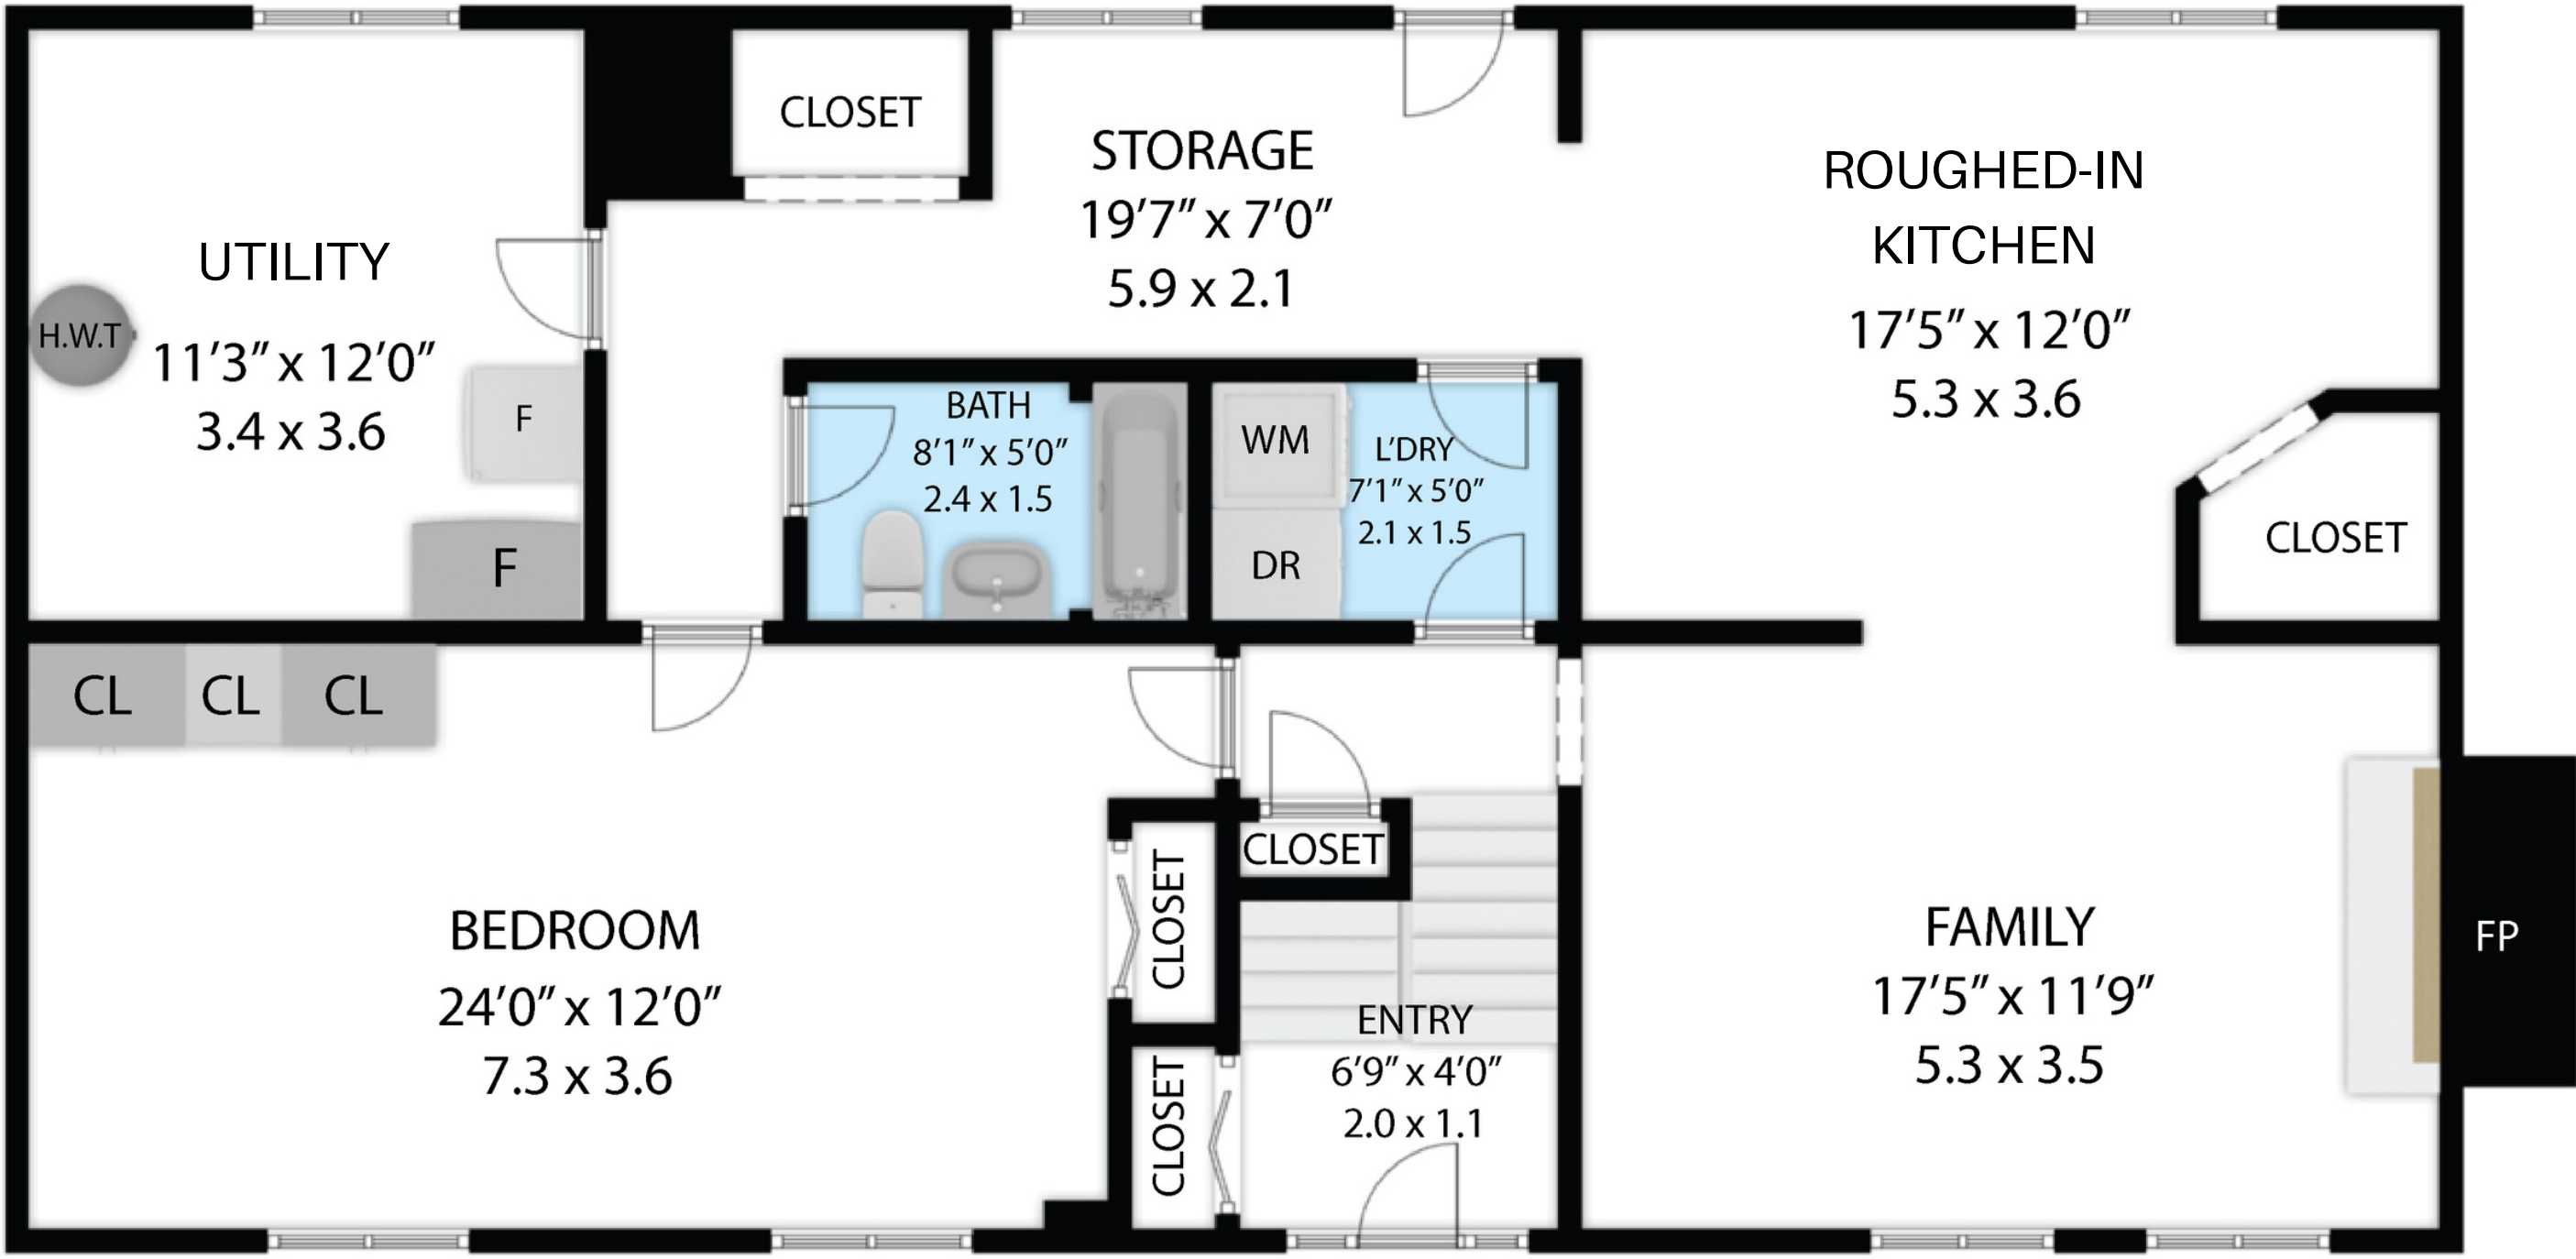 CLOSET
STORAGE
19'7" x 7'0"
5.9 x 2.1
ROUGHED-IN
KITCHEN
17'5" x 12'0"
5.3 x 3.6
UTILITY
11'3" x 12'0"
3.4 x 3.6
H.W.T
F
F
BATH
8'1" x 5'0"
2.4 x 1.5
WM
DR
L'DRY
7'1" x 5'0"
2.1 x 1.5
CLOSET
CL
CL
CL
BEDROOM
24'0" x 12'0"
7.3 x 3.6
CLOSET
CLOSET
CLOSET
ENTRY
6'9" x 4'0"
2.0 x 1.1
FAMILY
17'5" x 11'9"
5.3 x 3.5
FP